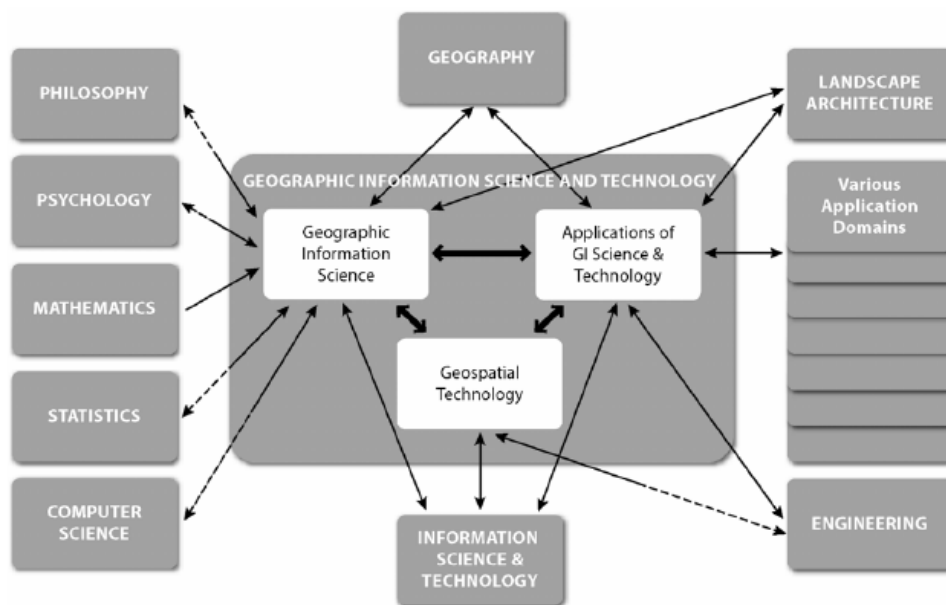 GEOGRAPHY
PHILOSOPHY
LANDSCAPE
ARCHITECTURE
GEOGRAPHIC INFORMATION SCIENCE AND TECHNOLOGY
PSYCHOLOGY
Various
Application
Domains
Geographic
Information
Science
Applications of
GI Science &
Technology
MATHEMATICS
Geospatial
Technology
STATISTICS
COMPUTER
SCIENCE
INFORMATION
SCIENCE &
TECHNOLOGY
ENGINEERING